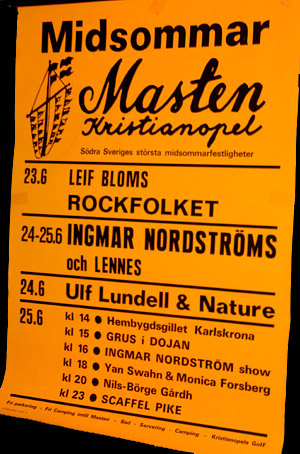 Midsommar
Masten
Kristianopel
Södra Sveriges största midsommarfestligheter
23.6 LEIF BLOMS
ROCKFOLKET
24-25.6 INGMAR NORDSTRÖMS
och LENNES
24.6 Ulf Lundell & Nature
25.6 kl 14 ● Hembygdsgillet Karlskrona
kl 15 ● GRUS i DOJAN
kl 16 ● INGMAR NORDSTRÖM show
kl 18 ● Yan Swahn & Monica Forsberg
kl 20 ● Nils-Börge Gårdh
kl 23 ● SCAFFEL PIKE
Fri parkering - Fri Camping intill Masten - Bad - Servering - Camping - Kristianopels Golf